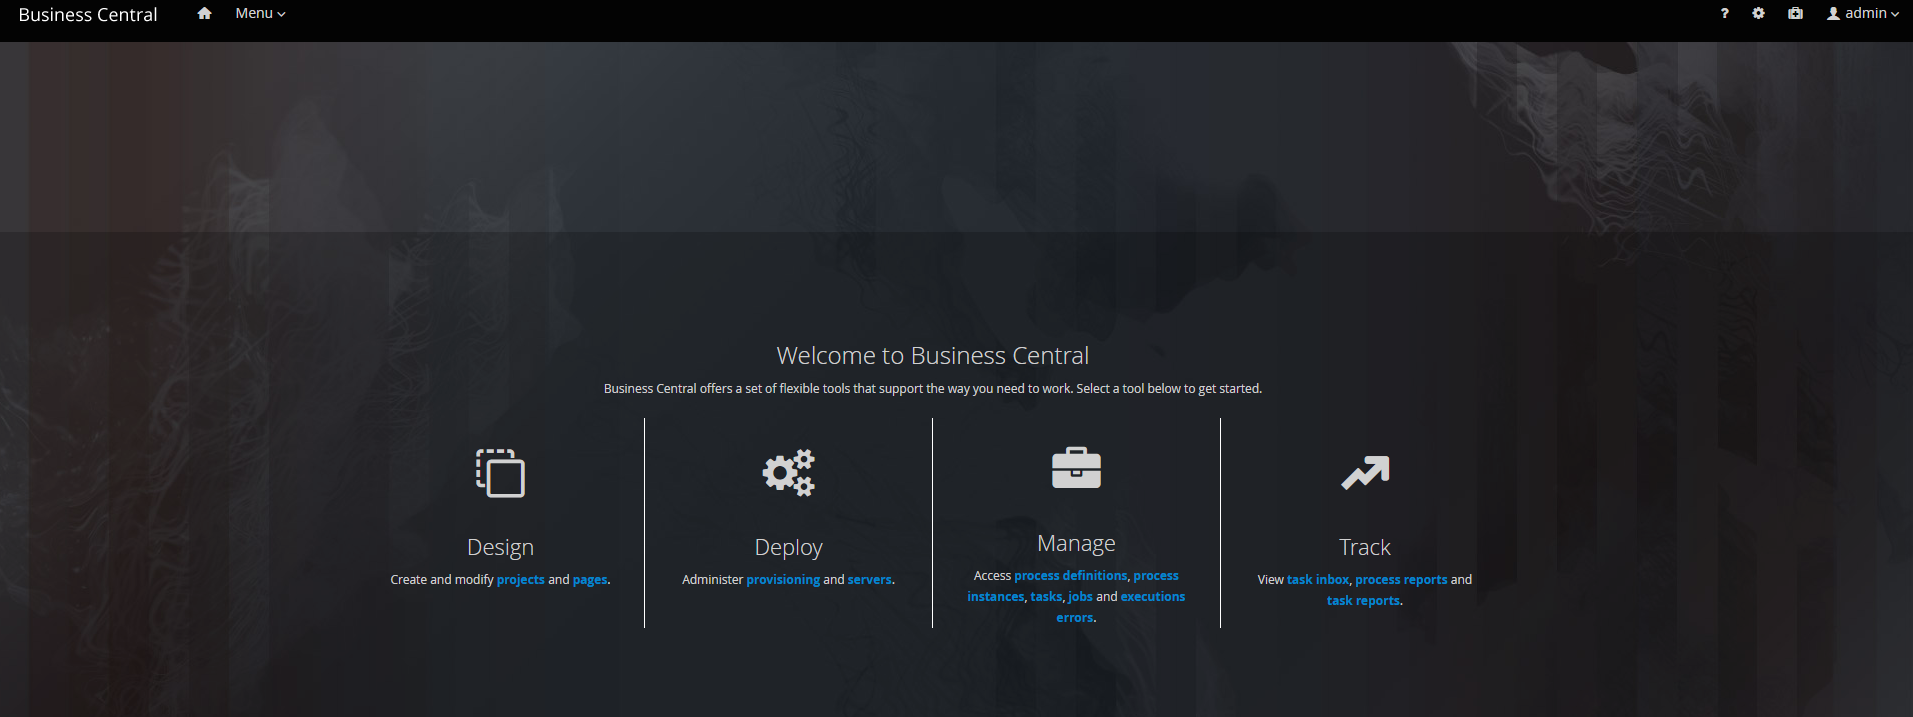 Business Central
Menu
?
admin
Welcome to Business Central
Business Central offers a set of flexible tools that support the way you need to work. Select a tool below to get started.
Design
Create and modify projects and pages.
Deploy
Administer provisioning and servers.
Manage
Access process definitions, process
instances, tasks, jobs and executions
errors.
Track
View task inbox, process reports and
task reports.